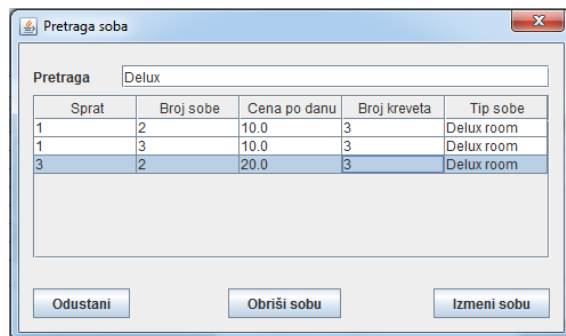 Pretraga soba
Pretraga Delux
Sprat Broj sobe Cena po danu Broj kreveta Tip sobe
1 2 10.0 3 Delux room
1 3 10.0 3 Delux room
3 2 20.0 3 Delux room
Odustani Obriši sobu Izmeni sobu